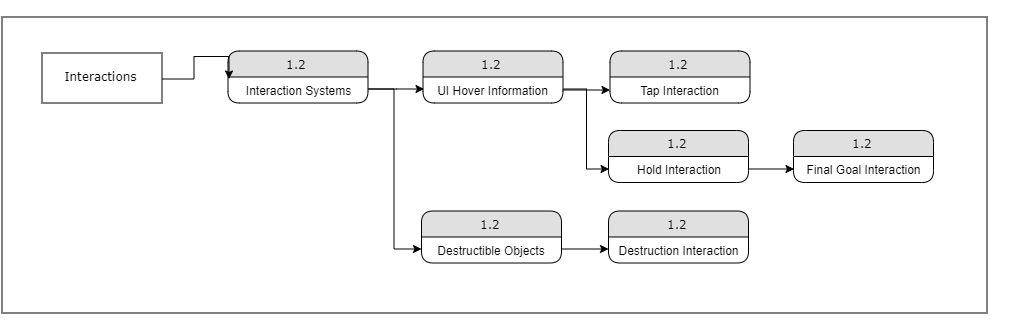 Interactions
1.2
Interaction Systems
1.2
UI Hover Information
1.2
Tap Interaction
1.2
Hold Interaction
1.2
Final Goal Interaction
1.2
Destructible Objects
1.2
Destruction Interaction